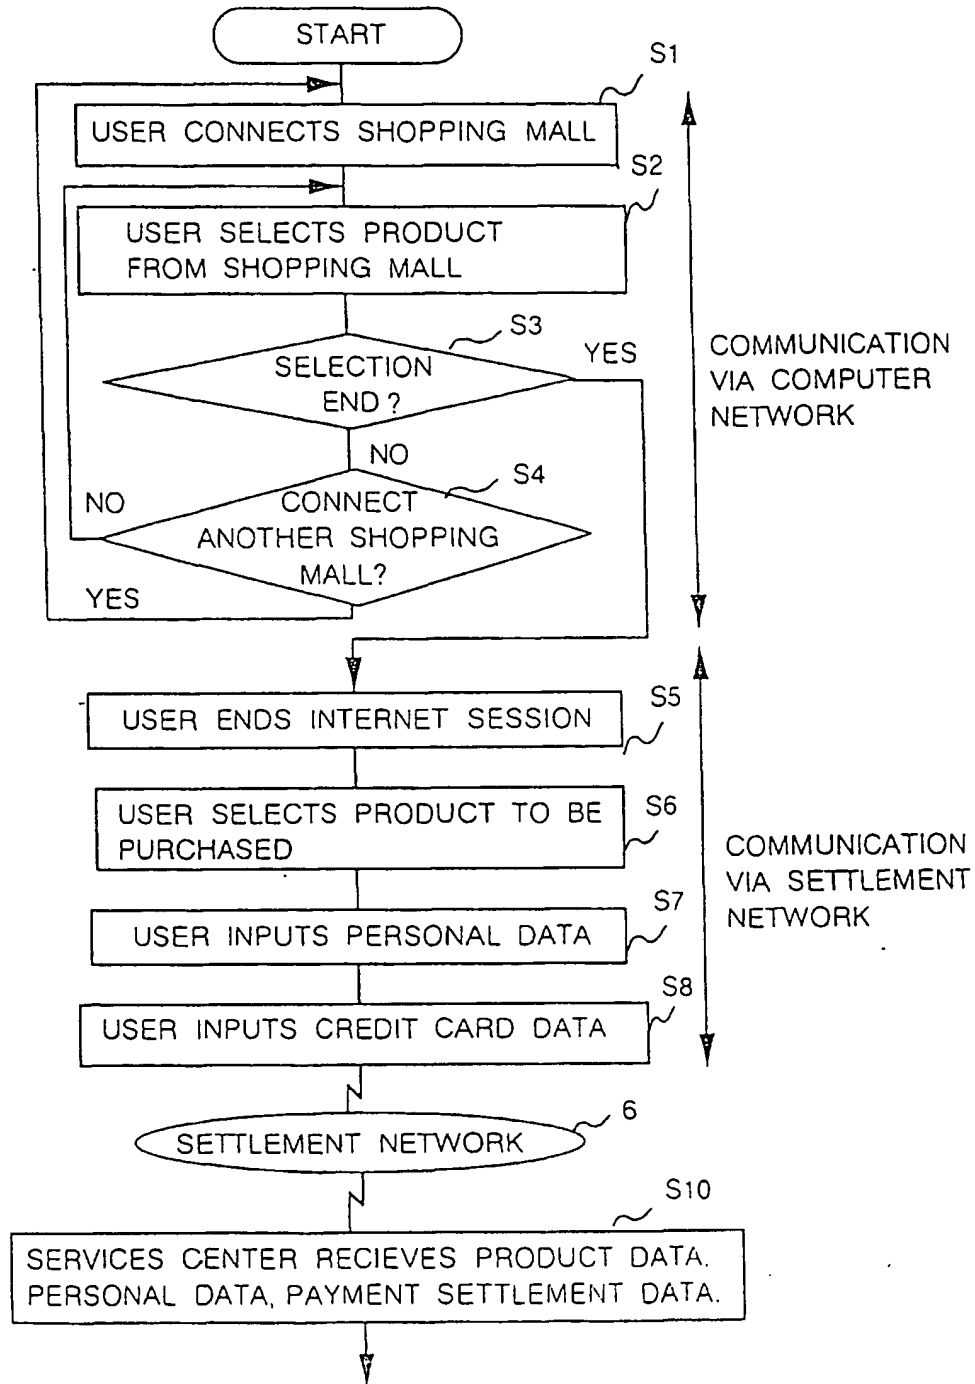 START
S1
USER CONNECTS SHOPPING MALL
S2
USER SELECTS PRODUCT
FROM SHOPPING MALL
S3
SELECTION
END?
YES
NO
S4
CONNECT
ANOTHER SHOPPING
MALL?
NO
YES
COMMUNICATION
VIA COMPUTER
NETWORK
S5
USER ENDS INTERNET SESSION
S6
USER SELECTS PRODUCT TO BE
PURCHASED
S7
USER INPUTS PERSONAL DATA
S8
USER INPUTS CREDIT CARD DATA
COMMUNICATION
VIA SETTLEMENT
NETWORK
6
SETTLEMENT NETWORK
S10
SERVICES CENTER RECIEVES PRODUCT DATA.
PERSONAL DATA, PAYMENT SETTLEMENT DATA.